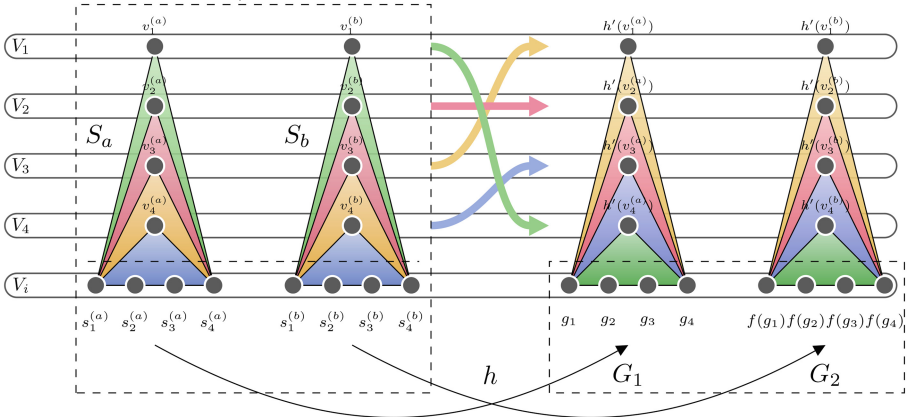 v_1^{(a)} v_1^{(b)} h′(v_1^{(a)}) h′(v_1^{(b)})
V_1
v_2^{(a)} v_2^{(b)} h′(v_2^{(a)}) h′(v_2^{(b)})
V_2
S_a S_b
v_3^{(a)} v_3^{(b)} h′(v_3^{(a)}) h′(v_3^{(b)})
V_3
v_4^{(a)} v_4^{(b)} h′(v_4^{(a)}) h′(v_4^{(b)})
V_4
V_i
s_1^{(a)} s_2^{(a)} s_3^{(a)} s_4^{(a)} s_1^{(b)} s_2^{(b)} s_3^{(b)} s_4^{(b)} g_1 g_2 g_3 g_4 f(g_1) f(g_2) f(g_3) f(g_4)
h G_1 G_2